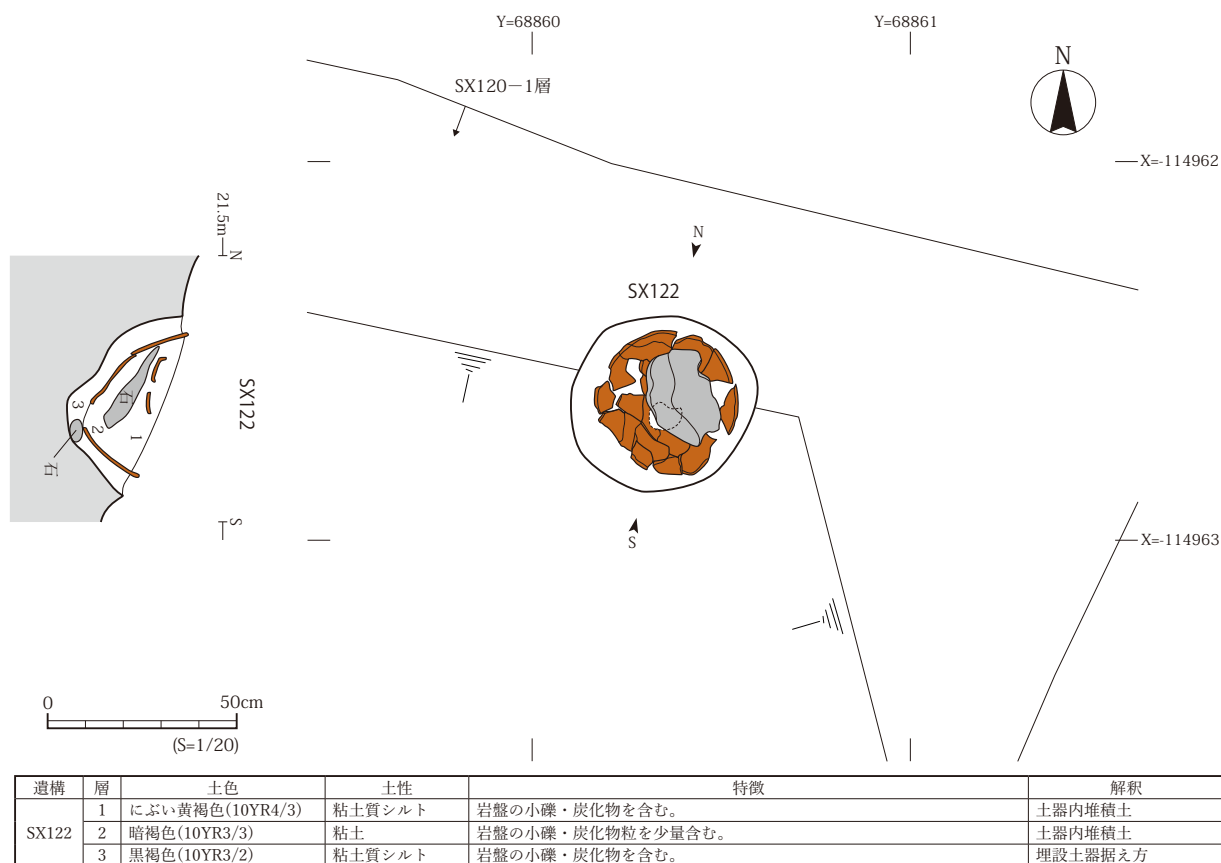 Y=68860
Y=68861
N
SX120－1層
X=-114962
21.5m
N
N
SX122
石
3
2
1
石
SX122
S
S
X=-114963
0
50cm
(S=1/20)
遺構 層 土色 土性 特徴 解釈
SX122 1 にぶい黄褐色(10YR4/3) 粘土質シルト 岩盤の小礫・炭化物を含む。 土器内堆積土
2 暗褐色(10YR3/3) 粘土 岩盤の小礫・炭化物粒を少量含む。 土器内堆積土
3 黒褐色(10YR3/2) 粘土質シルト 岩盤の小礫・炭化物を含む。 埋設土器据え方